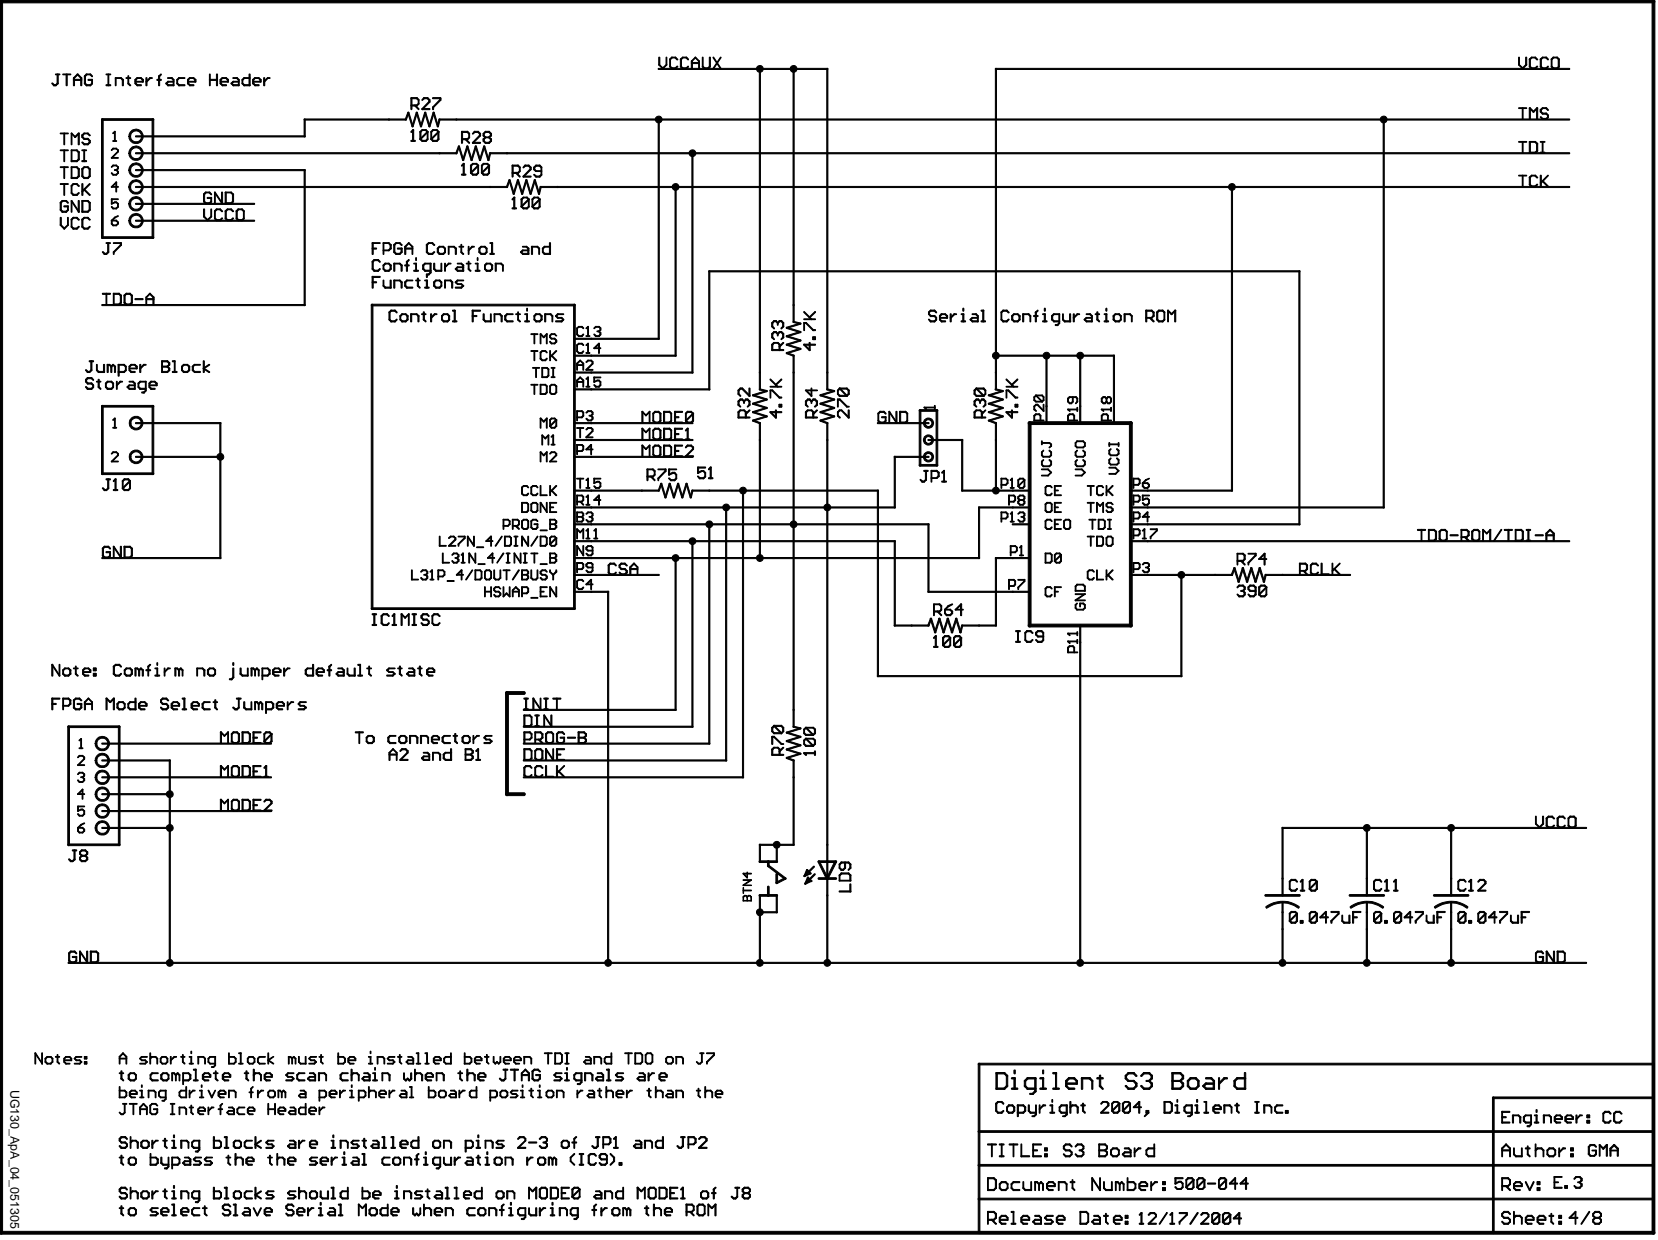 VCCAUX
VCCO
JTAG Interface Header
R27
100
TMS
R28
100
TDI
R29
100
TCK
TMS 1
TDI 2
TDO 3
TCK 4
GND 5 GND
VCC 6 VCCO
J7
TDO-A
FPGA Control and
Configuration
Functions
Control Functions
TMS C13
TCK C14
TDI A2
TDO A15
M0 P3 MODE0
M1 T2 MODE1
M2 P4 MODE2
CCLK T15
DONE R14
PROG_B B3
L27N_4/DIN/D0 M11
L31N_4/INIT_B N9
L31P_4/DOUT/BUSY P9 CSA
HSWAP_EN C4
IC1MISC
R75 51
R33
4.7K
R32
4.7K
R34
270
Jumper Block
Storage
1
2
J10
GND
Serial Configuration ROM
GND
1
JP1
R30
4.7K
P20
P19
P18
VCCJ
VCCO
VCCI
P10 CE TCK P6
P8 OE TMS P5
P13 CEO TDI P4
TDO P17
TDO-ROM/TDI-A
P1 D0
CLK P3
R74
390
RCLK
P7 CF
GND
P11
IC9
R64
100
Note: Comfirm no jumper default state
FPGA Mode Select Jumpers
1 MODE0
2
3 MODE1
4
5 MODE2
6
J8
To connectors
A2 and B1
INIT
DIN
PROG-B
DONE
CCLK
R70
100
BTN4
LD9
VCCO
C10
0.047uF
C11
0.047uF
C12
0.047uF
GND
GND
Notes: A shorting block must be installed between TDI and TDO on J7
to complete the scan chain when the JTAG signals are
being driven from a peripheral board position rather than the
JTAG Interface Header
Shorting blocks are installed on pins 2-3 of JP1 and JP2
to bypass the the serial configuration rom (IC9).
Shorting blocks should be installed on MODE0 and MODE1 of J8
to select Slave Serial Mode when configuring from the ROM
UG130_ApA_04_051305
Digilent S3 Board
Copyright 2004, Digilent Inc.
Engineer: CC
TITLE: S3 Board
Author: GMA
Document Number: 500-044
Rev: E.3
Release Date: 12/17/2004
Sheet: 4/8